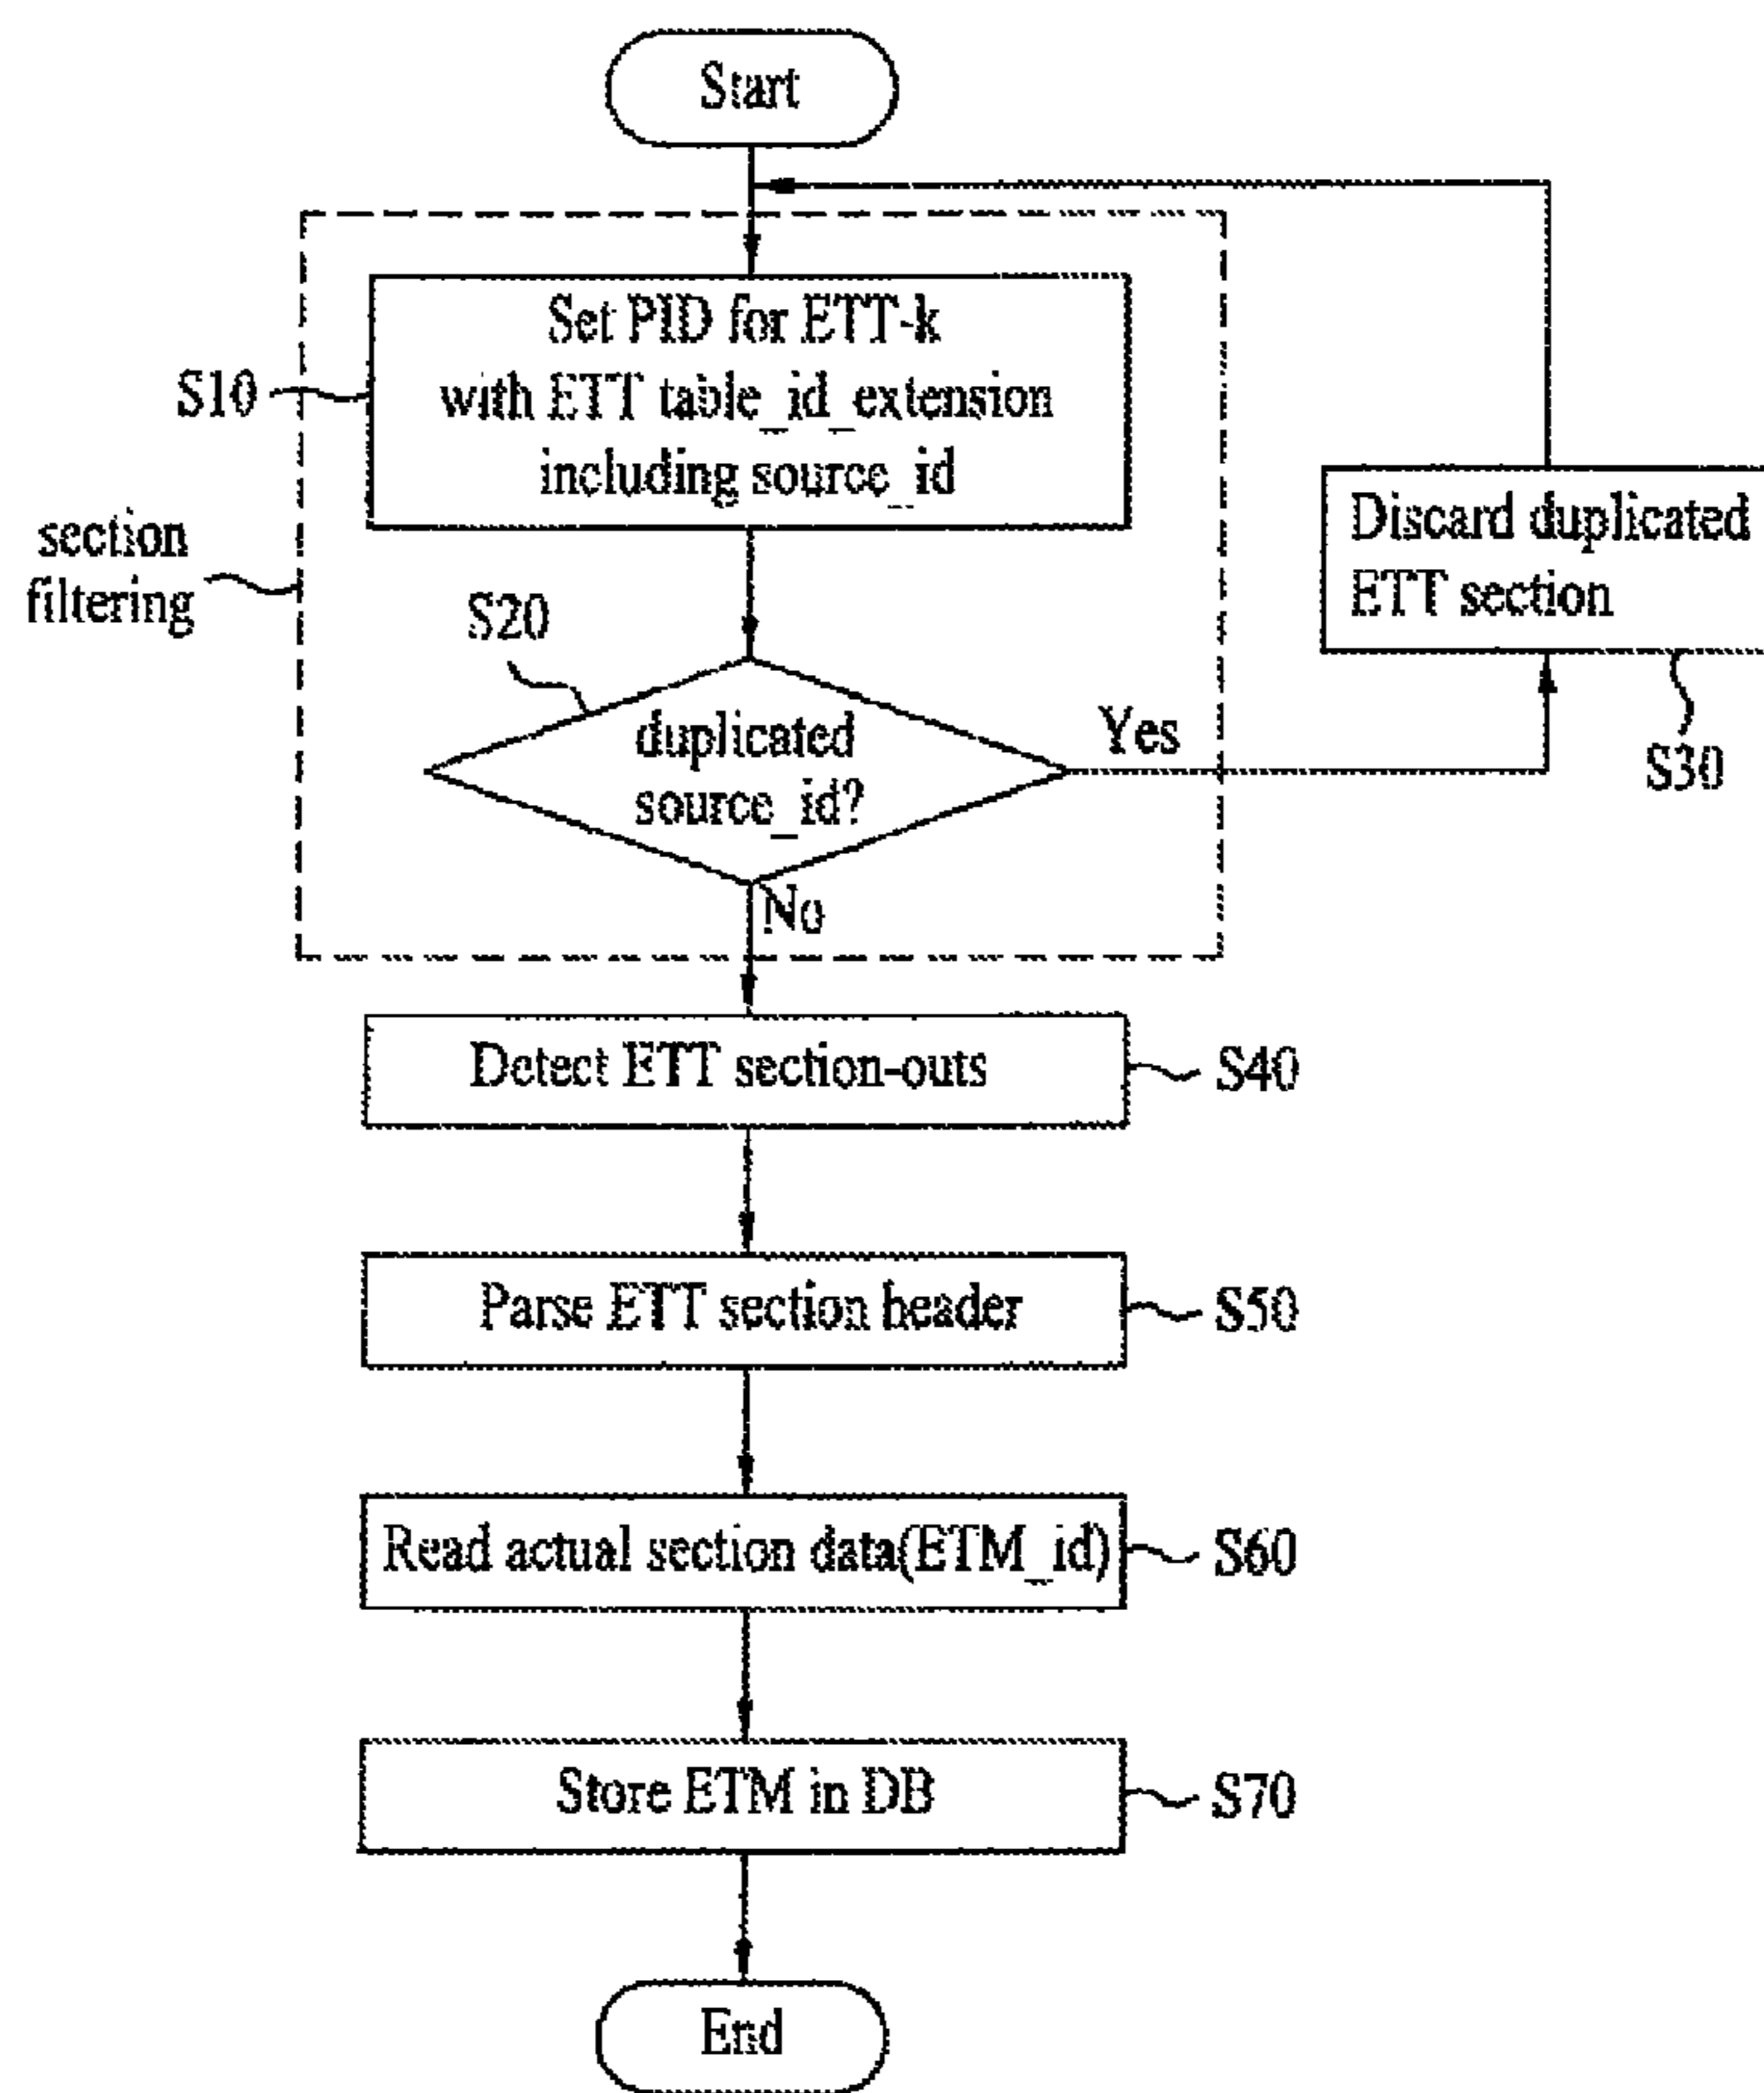 Start
Set PID for ETT-k
S10
with ETT table_id_extension
including source_id
section
filtering
Discard duplicated
ETT section
S30
S20
duplicated
source_id?
Yes
No
Detect ETT section-outs
S40
Parse ETT section header
S50
Read actual section data(ETM_id)
S60
Store ETM in DB
S70
End